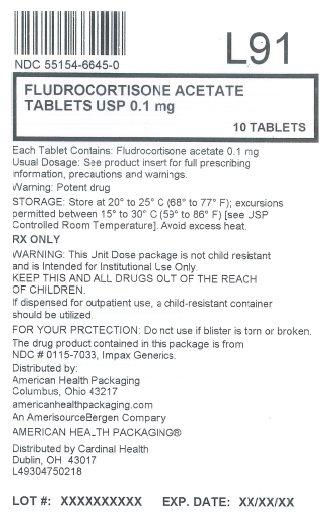 L91
NDC 55154-6645-0
FLUDROCORTISONE ACETATE
TABLETS USP 0.1 mg
10 TABLETS
Each Tablet Contains: Fludrocortisone acetate 0.1 mg
Usual Dosage: See product insert for full prescribing
information, precautions and warnings.
Warning: Potent drug
STORAGE: Store at 20° to 25° C (68° to 77° F); excursions
permitted between 15° to 30° C (59° to 86° F) [see USP
Controlled Room Temperature]. Avoid excess heat.
RX ONLY
WARNING: This Unit Dose package is not child resistant
and is Intended for Institutional Use Only.
KEEP THIS AND ALL DRUGS OUT OF THE REACH
OF CHILDREN.
If dispensed for outpatient use, a child-resistant container
should be utilized.
FOR YOUR PROTECTION: Do not use if blister is torn or broken.
The drug product contained in this package is from
NDC # 0115-7033, Impax Generics.
Distributed by:
American Health Packaging
Columbus, Ohio 43217
americanhealthpackaging.com
An AmerisourceBergen Company
AMERICAN HEALTH PACKAGING®
Distributed by Cardinal Health
Dublin, OH 43017
L49304750218
LOT #: XXXXXXXXXX EXP. DATE: XX/XX/XX